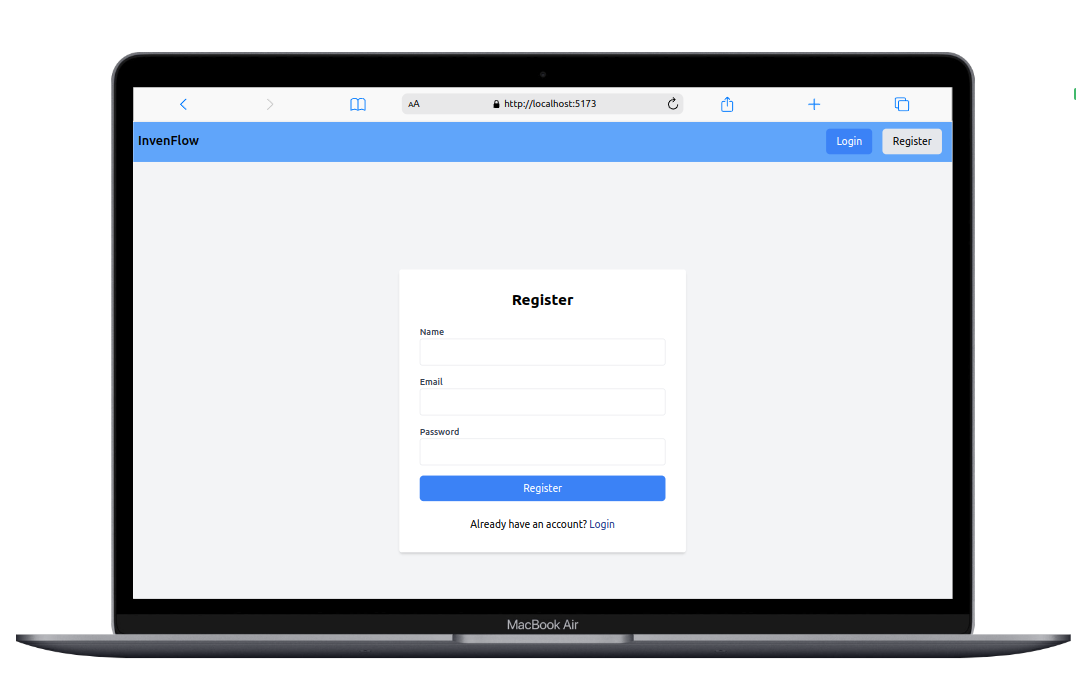 AA http://localhost:5173
InvenFlow Login Register
Register
Name
Email
Password
Register
Already have an account? Login
MacBook Air